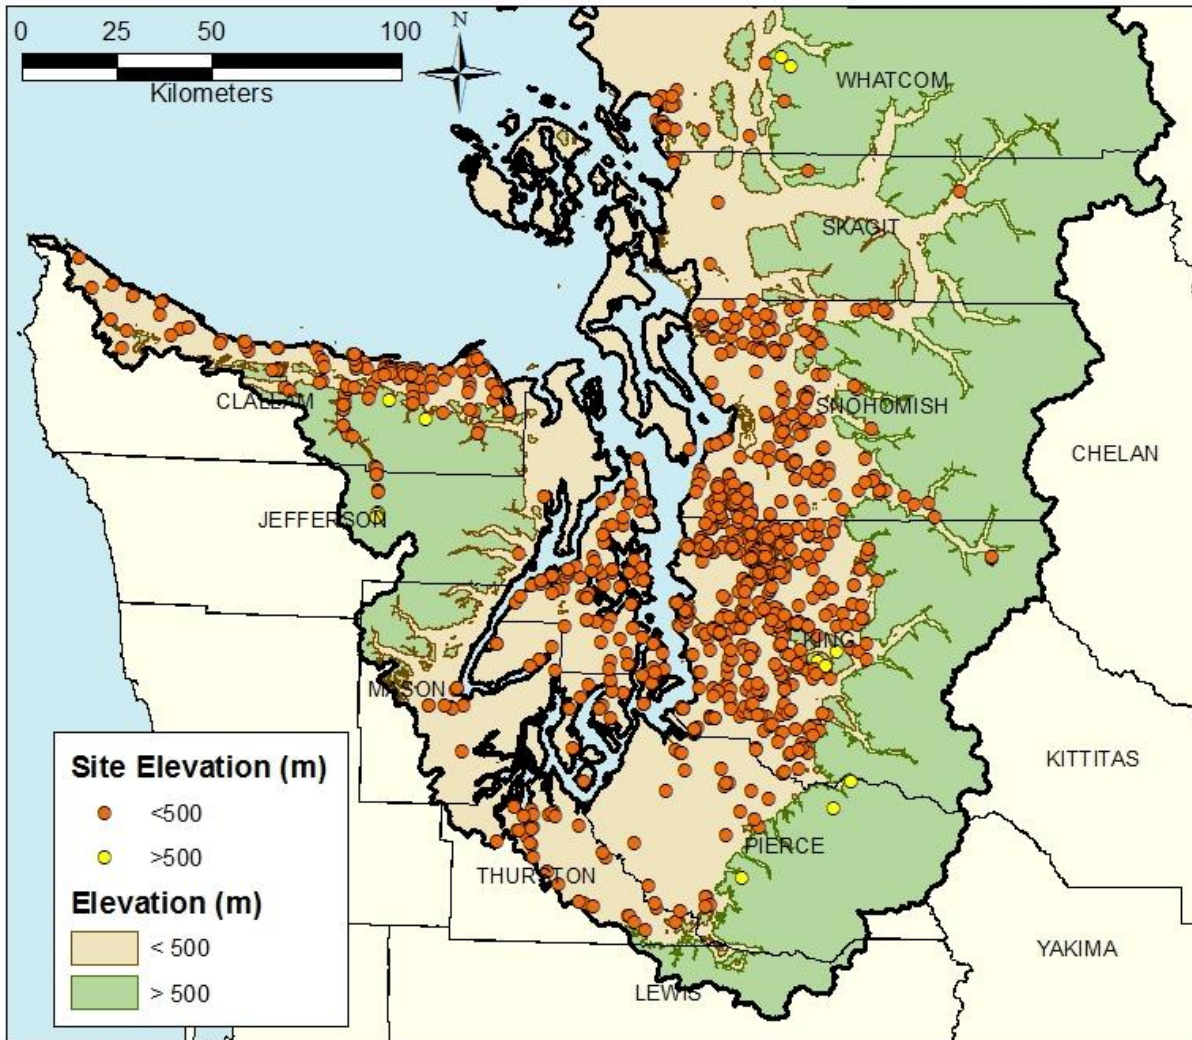 0 25 50 100
Kilometers
N
WHATCOM
SKAGIT
CLALLAM
SNOHOMISH
CHELAN
JEFFERSON
KING
MASON
KITTITAS
PIERCE
THURSTON
YAKIMA
LEWIS
Site Elevation (m)
<500
>500
Elevation (m)
< 500
> 500